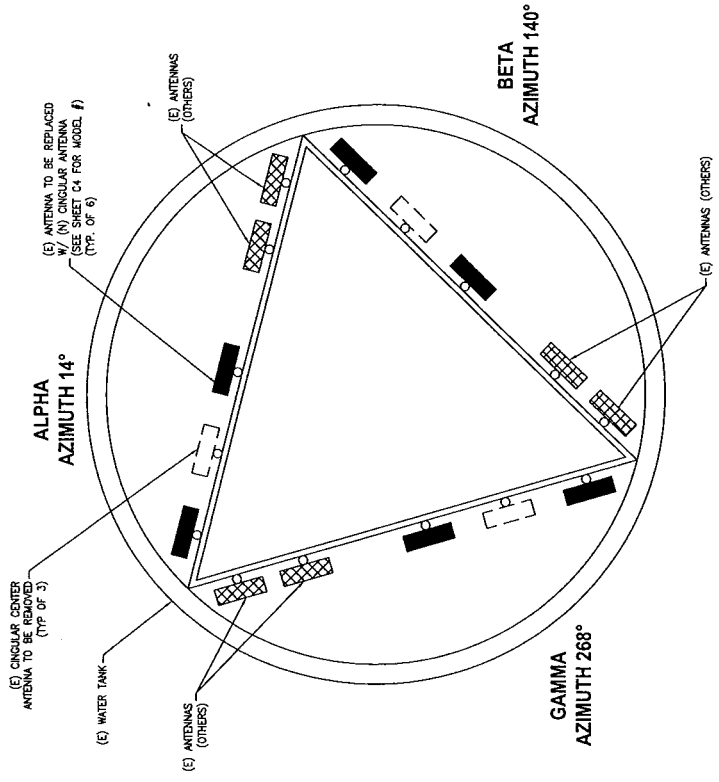 (E) ANTENNA TO BE REPLACED
W/ (N) CINGULAR ANTENNA
(SEE SHEET C4 FOR MODEL #)
(TYP. OF 6)
(E) ANTENNAS
(OTHERS)
ALPHA
AZIMUTH 14°
BETA
AZIMUTH 140°
(E) CINGULAR CENTER
ANTENNA TO BE REMOVED
(TYP OF 3)
(E) WATER TANK
(E) ANTENNAS
(OTHERS)
GAMMA
AZIMUTH 268°
(E) ANTENNAS (OTHERS)